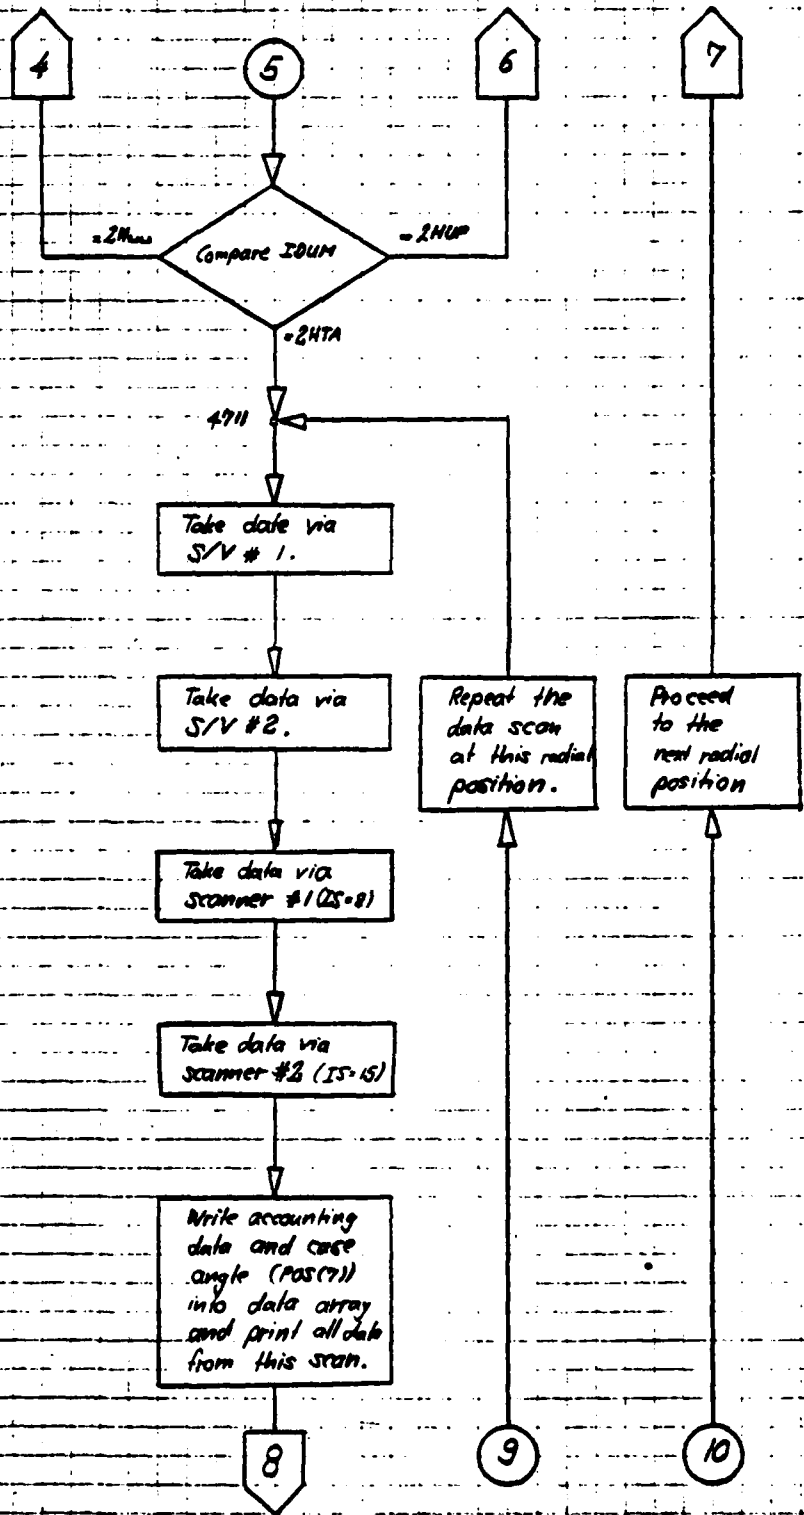 4
5
6
7
Compare IDUM
= 2HUP
= 2HTA
4711
Take date via
S/V # 1.
Take data via
S/V #2.
Repeat the
data scan
at this radial
position.
Proceed
to the
next radial
position
Take data via
scanner #1 (IS=8)
Take data via
scanner #2 (IS=15)
Write accounting
data and case
angle (POS(7))
into data array
and print all data
from this scan.
8
9
10